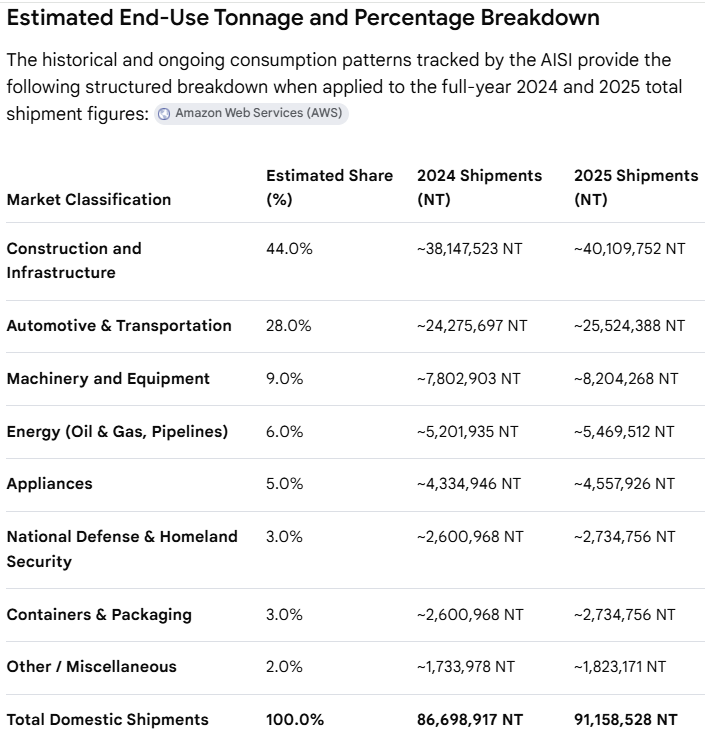 Estimated End-Use Tonnage and Percentage Breakdown
The historical and ongoing consumption patterns tracked by the AISI provide the
following structured breakdown when applied to the full-year 2024 and 2025 total
shipment figures: Amazon Web Services (AWS)
Market Classification Estimated Share (%) 2024 Shipments (NT) 2025 Shipments (NT)
Construction and Infrastructure 44.0% ~38,147,523 NT ~40,109,752 NT
Automotive & Transportation 28.0% ~24,275,697 NT ~25,524,388 NT
Machinery and Equipment 9.0% ~7,802,903 NT ~8,204,268 NT
Energy (Oil & Gas, Pipelines) 6.0% ~5,201,935 NT ~5,469,512 NT
Appliances 5.0% ~4,334,946 NT ~4,557,926 NT
National Defense & Homeland Security 3.0% ~2,600,968 NT ~2,734,756 NT
Containers & Packaging 3.0% ~2,600,968 NT ~2,734,756 NT
Other / Miscellaneous 2.0% ~1,733,978 NT ~1,823,171 NT
Total Domestic Shipments 100.0% 86,698,917 NT 91,158,528 NT